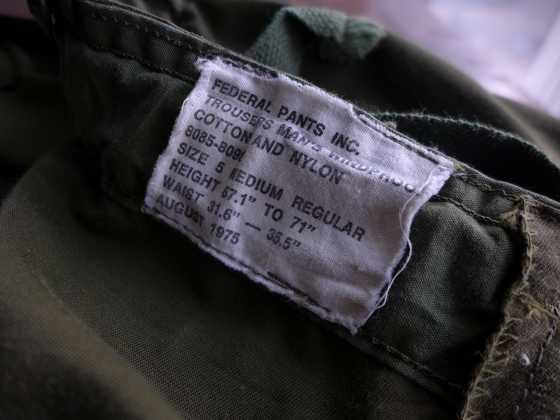 FEDERAL PANTS INC.
TROUSERS MAN'S WINDPROO
COTTON AND NYLON
8085-809
SIZE 5 MEDIUM REGULAR
HEIGHT 67.1" TO 71"
WAIST 31.6" — 35.5"
AUGUST 1975